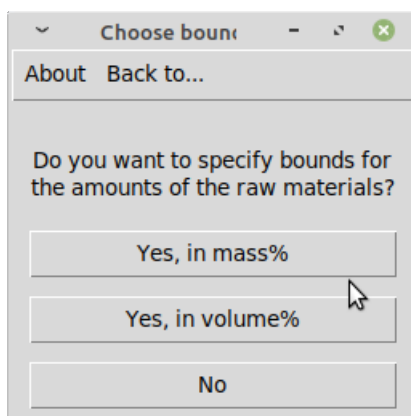 Choose boun
About Back to...
Do you want to specify bounds for
the amounts of the raw materials?
Yes, in mass%
Yes, in volume%
No